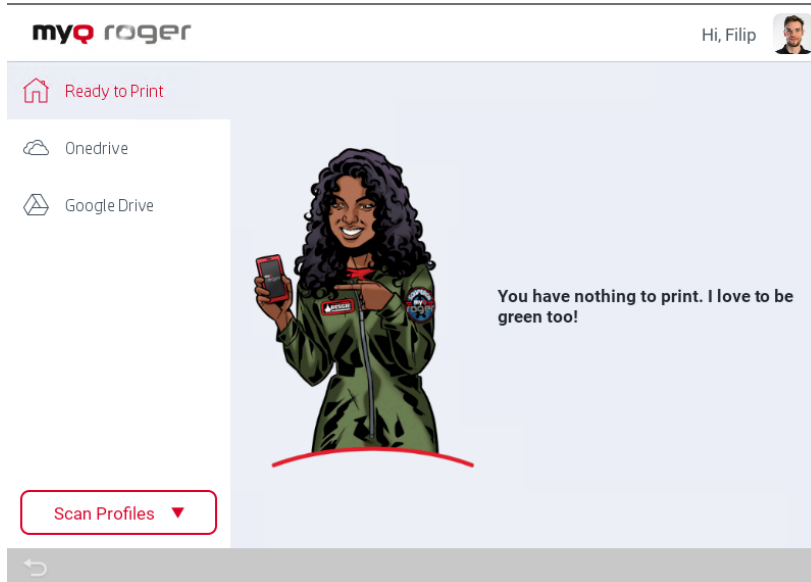 myQ roger
Hi, Filip
Ready to Print
Onedrive
Google Drive
You have nothing to print. I love to be
green too!
Scan Profiles